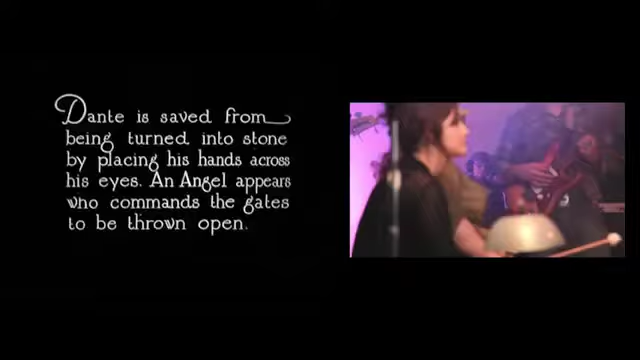 Dante is saved from
being turned into stone
by placing his hands across
his eyes. An Angel appears
who commands the gates
to be thrown open.